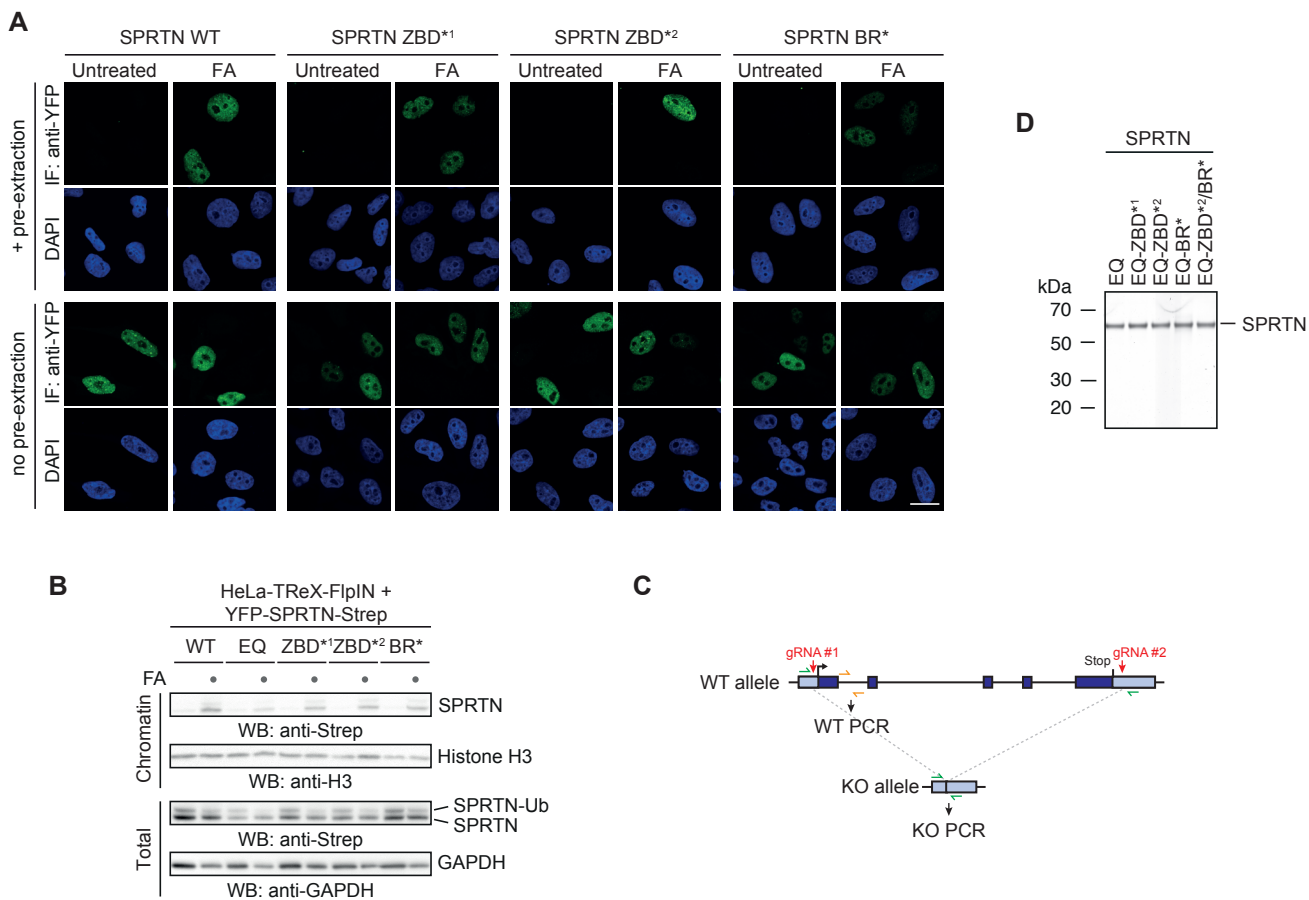 A
SPRTN WT
SPRTN ZBD*1
SPRTN ZBD*2
SPRTN BR*
Untreated
FA
Untreated
FA
Untreated
FA
Untreated
FA
+ pre-extraction
IF: anti-YFP
DAPI
no pre-extraction
IF: anti-YFP
DAPI
D
SPRTN
EQ
EQ-ZBD*1
EQ-ZBD*2
EQ-BR*
EQ-ZBD*2/BR*
kDa
70
50
30
20
SPRTN
B
HeLa-TReX-FlpIN +
YFP-SPRTN-Strep
WT EQ ZBD*1 ZBD*2 BR*
FA
Chromatin
SPRTN
WB: anti-Strep
Histone H3
WB: anti-H3
Total
SPRTN-Ub
SPRTN
WB: anti-Strep
GAPDH
WB: anti-GAPDH
C
gRNA #1
Stop
gRNA #2
WT allele
WT PCR
KO allele
KO PCR